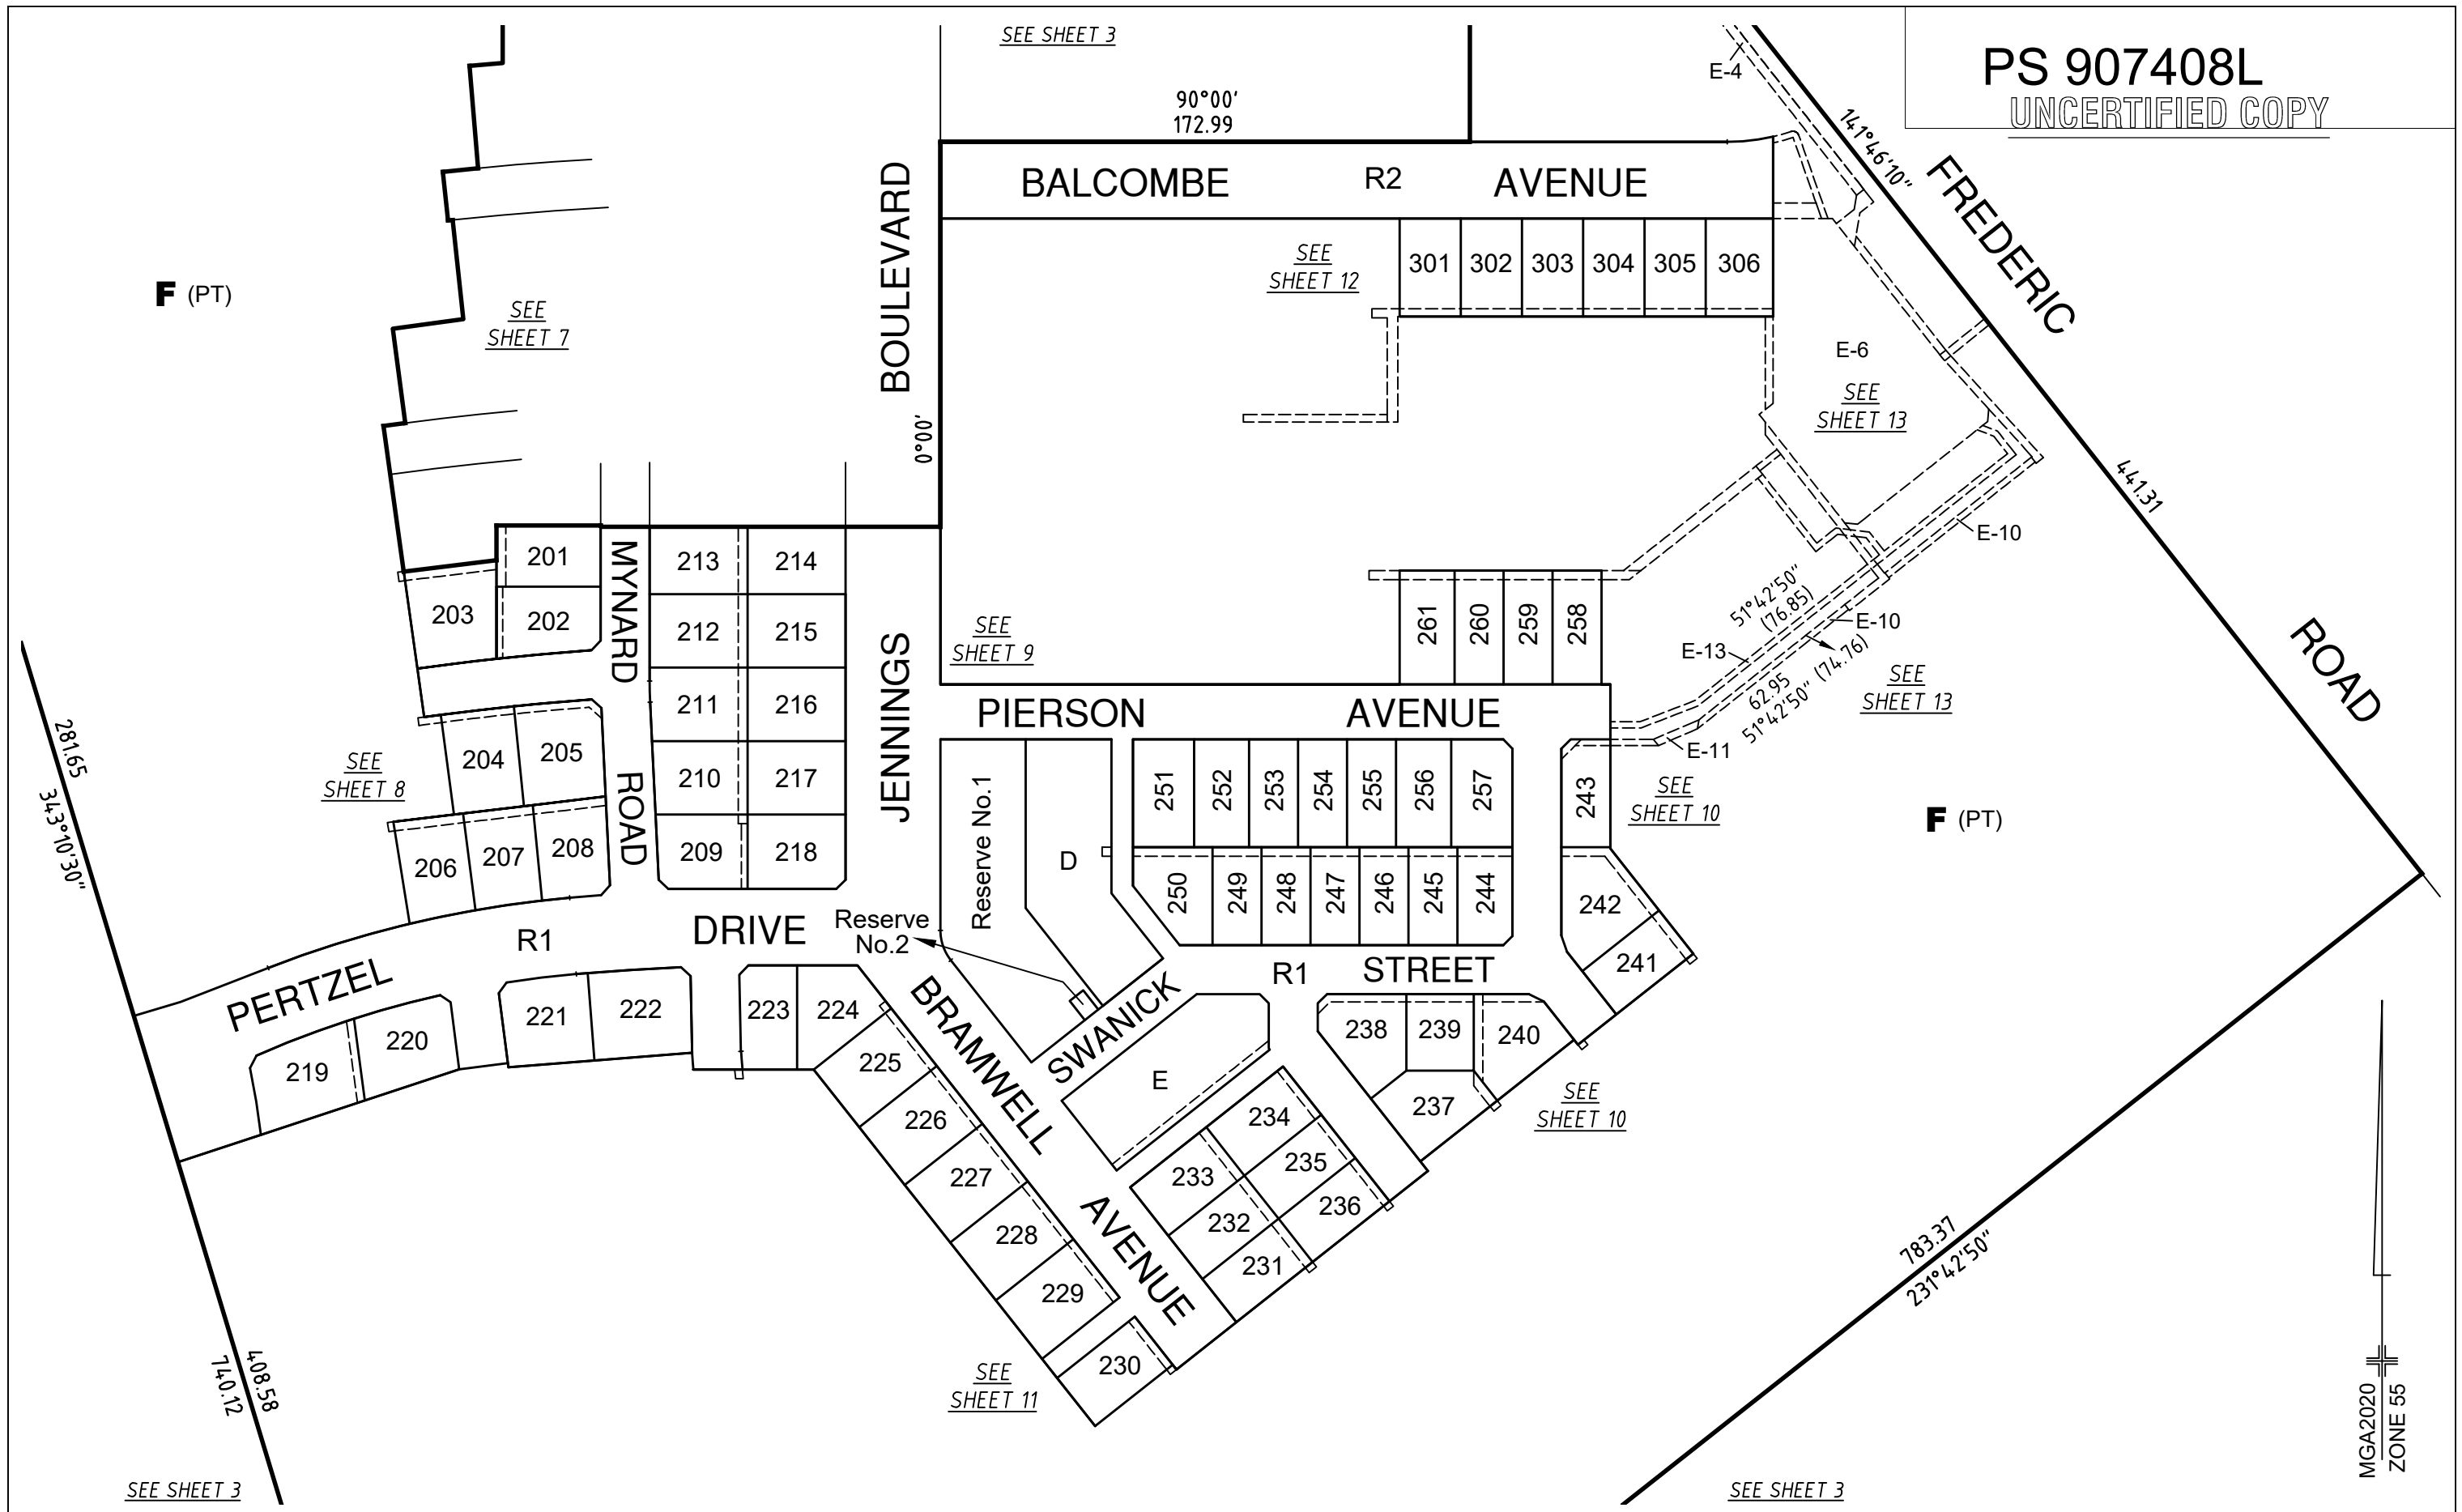 SEE SHEET 3
PS 907408L
UNCERTIFIED COPY
E-4
90°00'
172.99
141°46'10"
BALCOMBE R2 AVENUE
FREDERIC
ROAD
BOULEVARD
JENNINGS
F (PT)
SEE
SHEET 7
SEE
SHEET 12
301 302 303 304 305 306
E-6
SEE
SHEET 13
0°00'
441.31
E-10
201
202
203
MYNARD
ROAD
213 214
212 215
211 216
210 217
209 218
SEE
SHEET 9
261 260 259 258
51°42'50"
(76.85)
E-10
E-13
(74.76)
62.95
51°42'50"
E-11
SEE
SHEET 13
PIERSON AVENUE
281.65
343°10'30"
SEE
SHEET 8
204 205
206 207 208
Reserve No.1
D
251 252 253 254 255 256 257
243
SEE
SHEET 10
F (PT)
250 249 248 247 246 245 244
242
241
Reserve
No.2
PERTZEL R1 DRIVE
R1 STREET
SWANICK
BRAMWELL
AVENUE
219 220 221 222 223 224
225
226
227
228
229
230
E
238 239 240
237
234
233 235
232 236
231
SEE
SHEET 10
SEE
SHEET 11
783.37
231°42'50"
408.58
740.12
MGA2020
ZONE 55
SEE SHEET 3
SEE SHEET 3